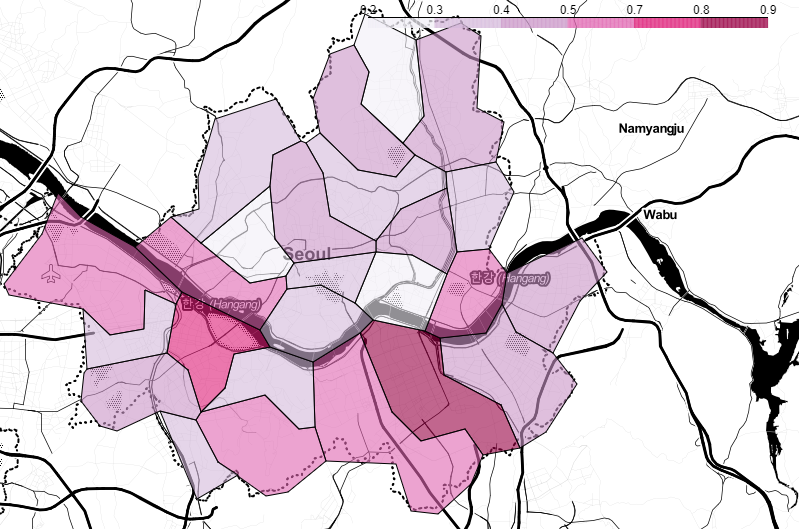 0.2 0.3 0.4 0.5 0.7 0.8 0.9
Namyangju
Wabu
Seoul
한강 (Hangang)
한강 (Hangang)